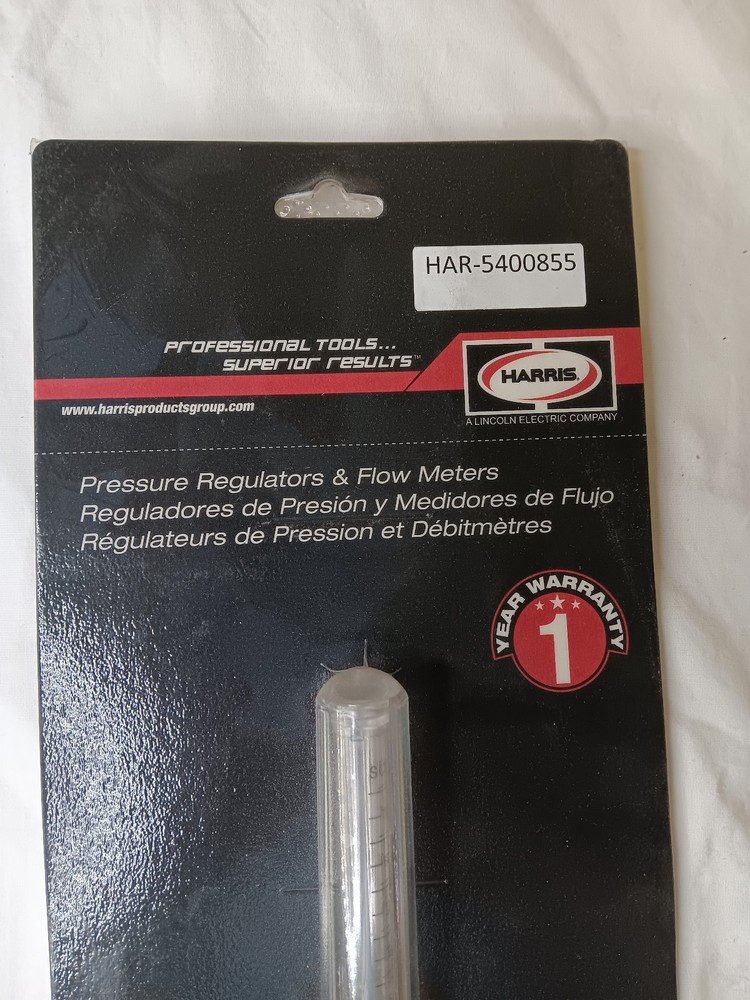 HAR-5400855
PROFESSIONAL TOOLS...
SUPERIOR RESULTS™
HARRIS®
A LINCOLN ELECTRIC COMPANY
www.harrisproductsgroup.com
Pressure Regulators & Flow Meters
Reguladores de Presión y Medidores de Flujo
Régulateurs de Pression et Débitmètres
YEAR WARRANTY
1